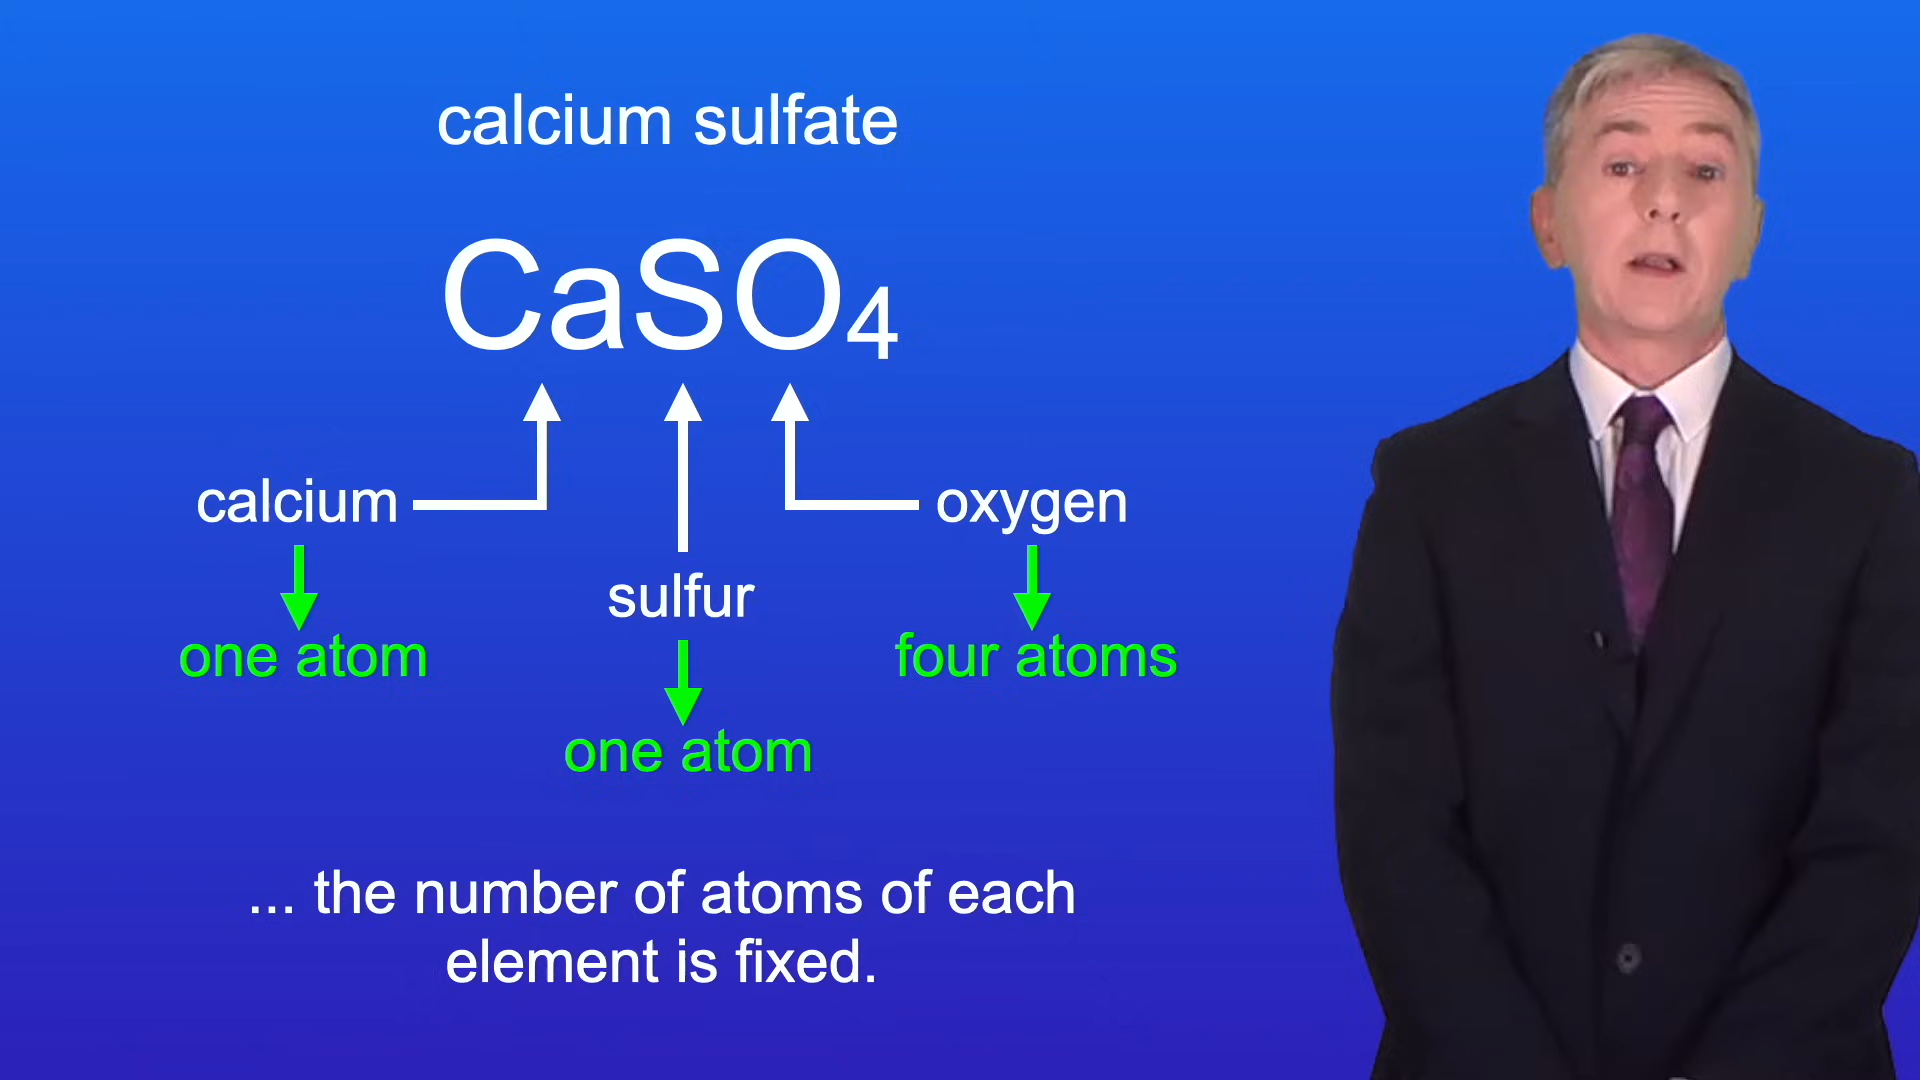 calcium sulfate
CaSO₄
calcium
oxygen
sulfur
one atom
four atoms
one atom
... the number of atoms of each
element is fixed.